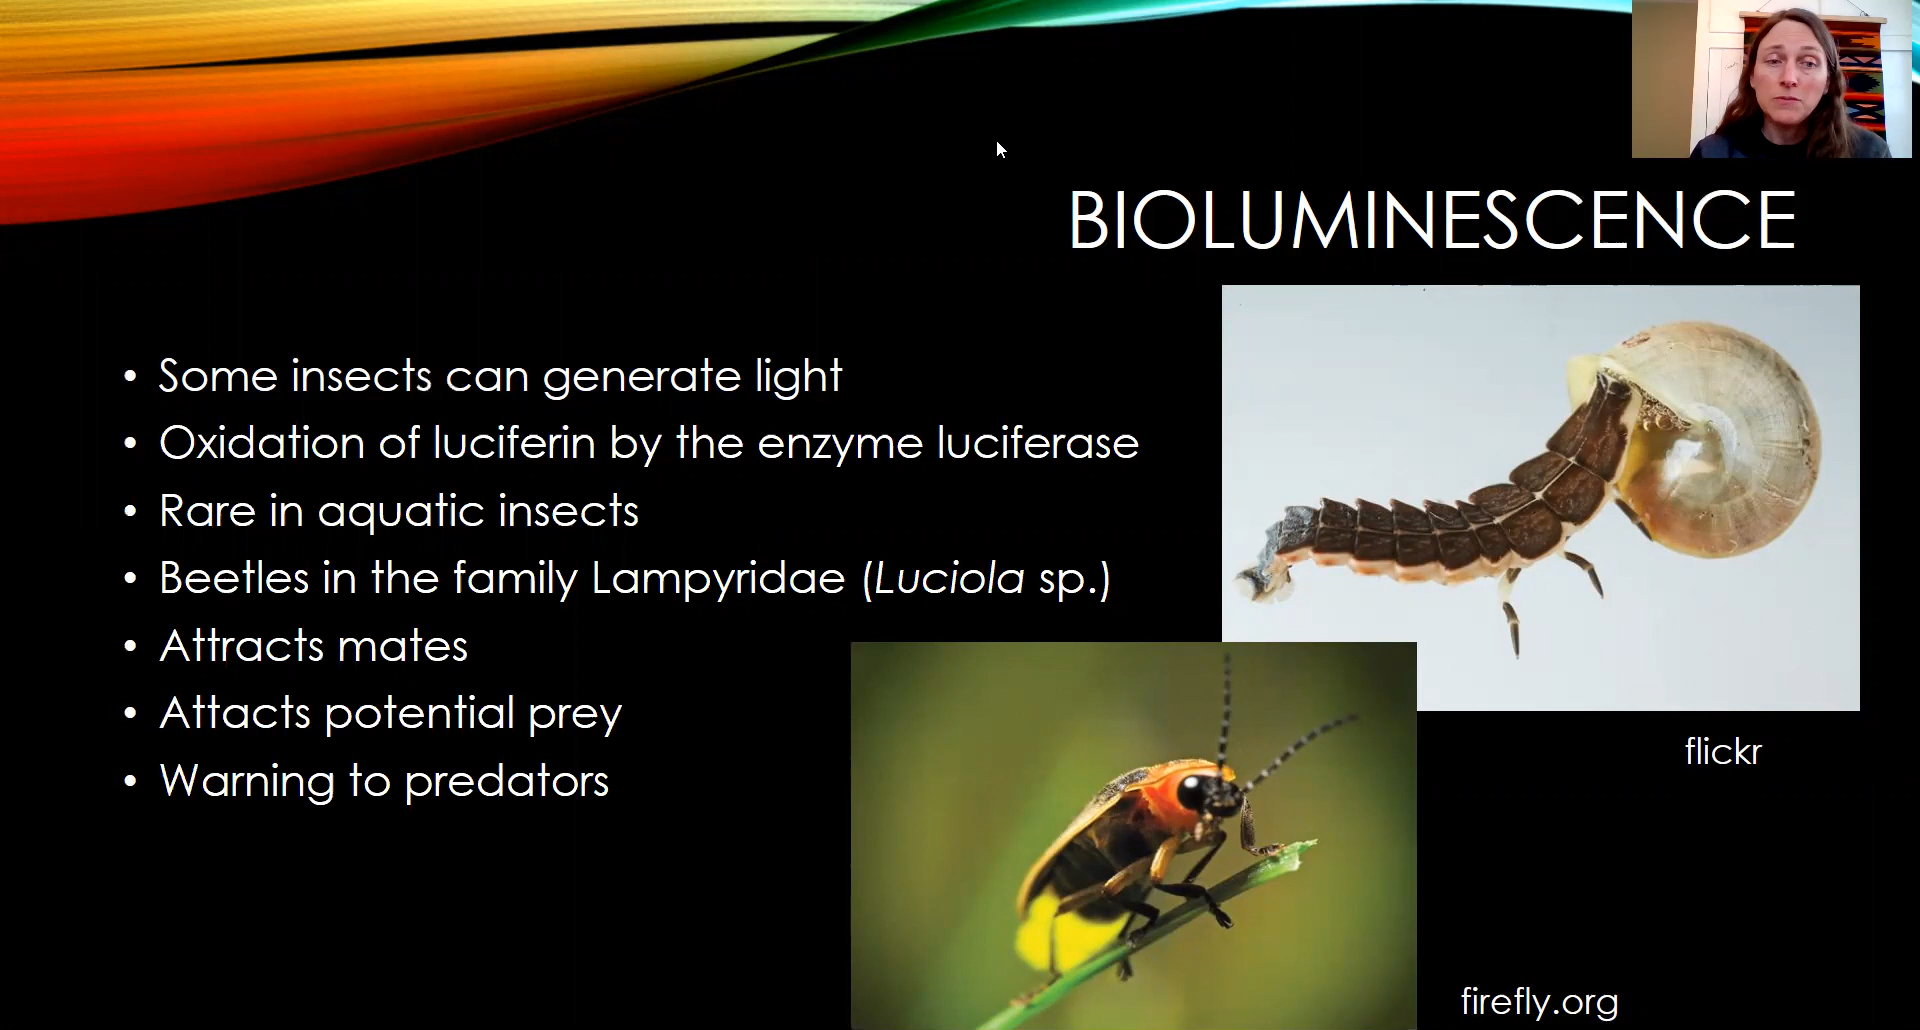 BIOLUMINESCENCE
• Some insects can generate light
• Oxidation of luciferin by the enzyme luciferase
• Rare in aquatic insects
• Beetles in the family Lampyridae (Luciola sp.)
• Attracts mates
• Attacts potential prey
• Warning to predators
flickr
firefly.org